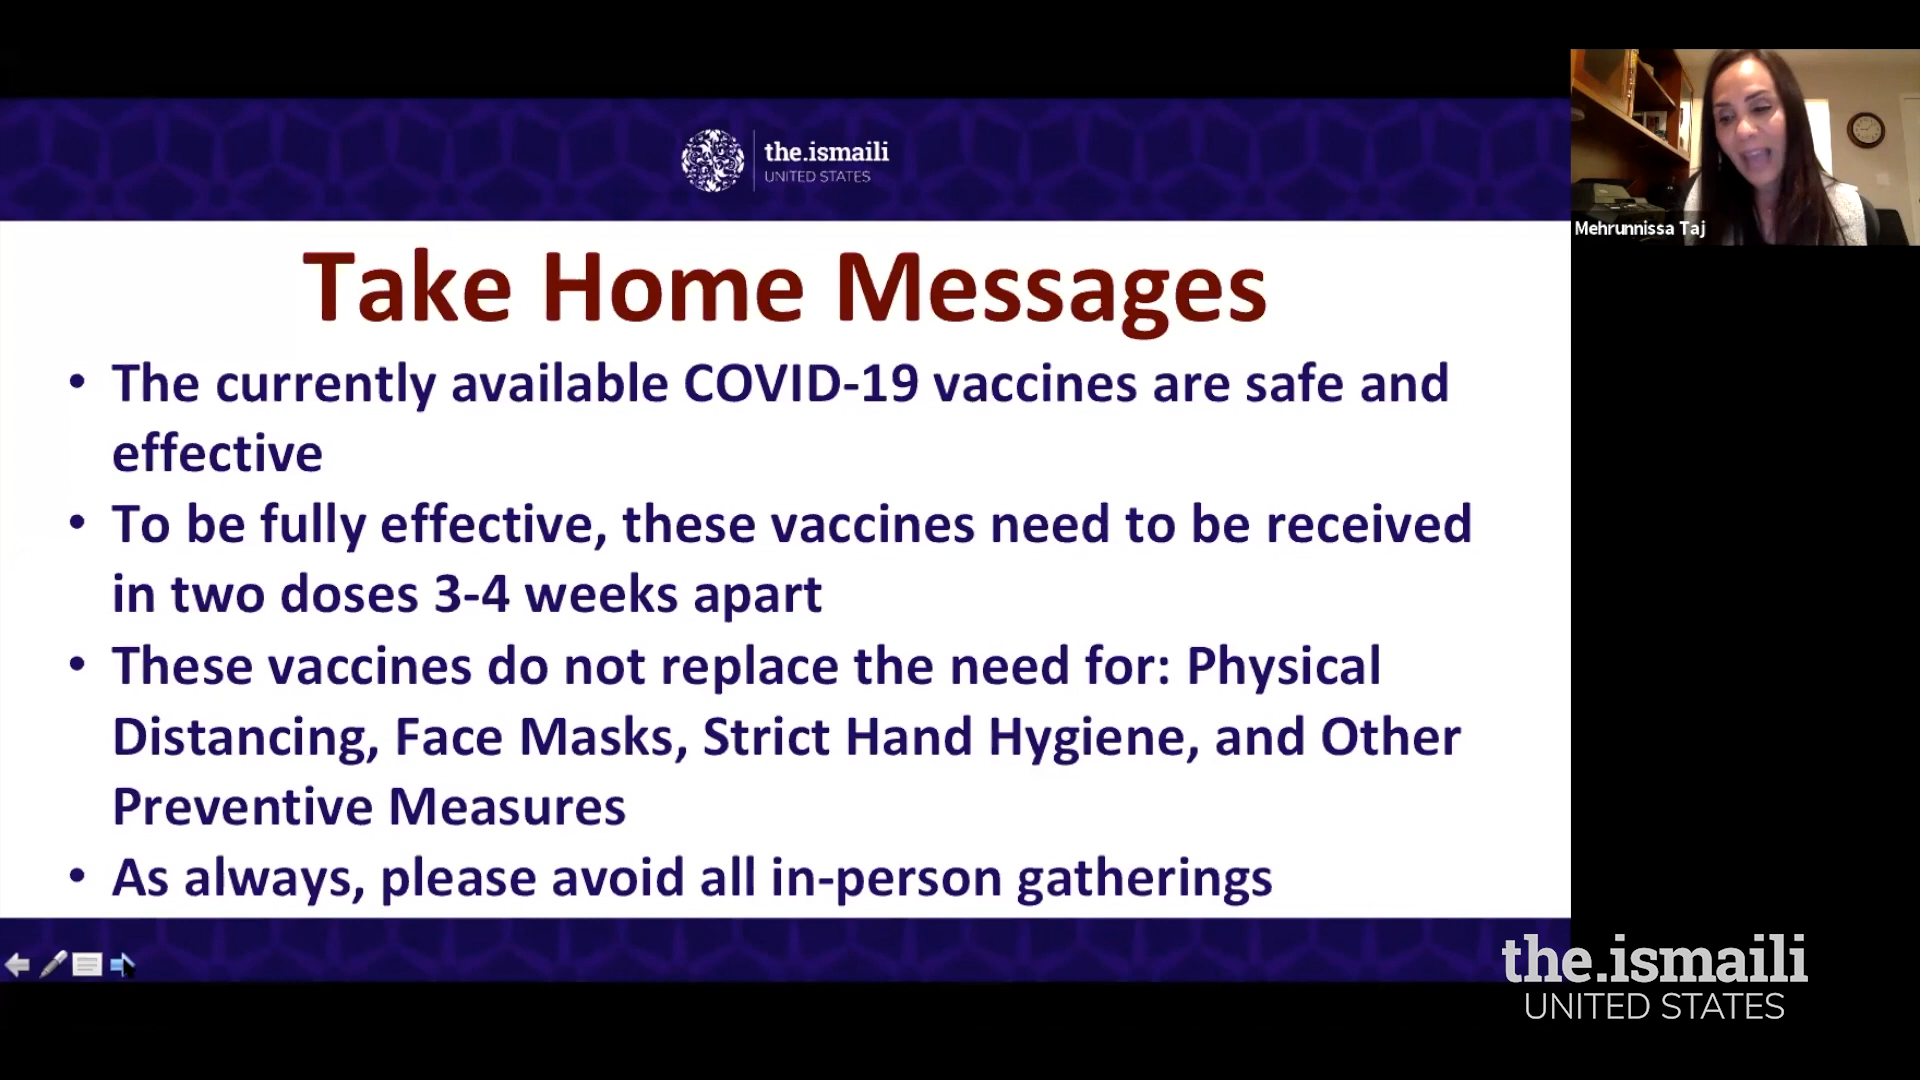 the.ismaili
UNITED STATES
Mehrunnissa Taj
Take Home Messages
• The currently available COVID-19 vaccines are safe and
effective
• To be fully effective, these vaccines need to be received
in two doses 3-4 weeks apart
• These vaccines do not replace the need for: Physical
Distancing, Face Masks, Strict Hand Hygiene, and Other
Preventive Measures
• As always, please avoid all in-person gatherings
the.ismaili
UNITED STATES